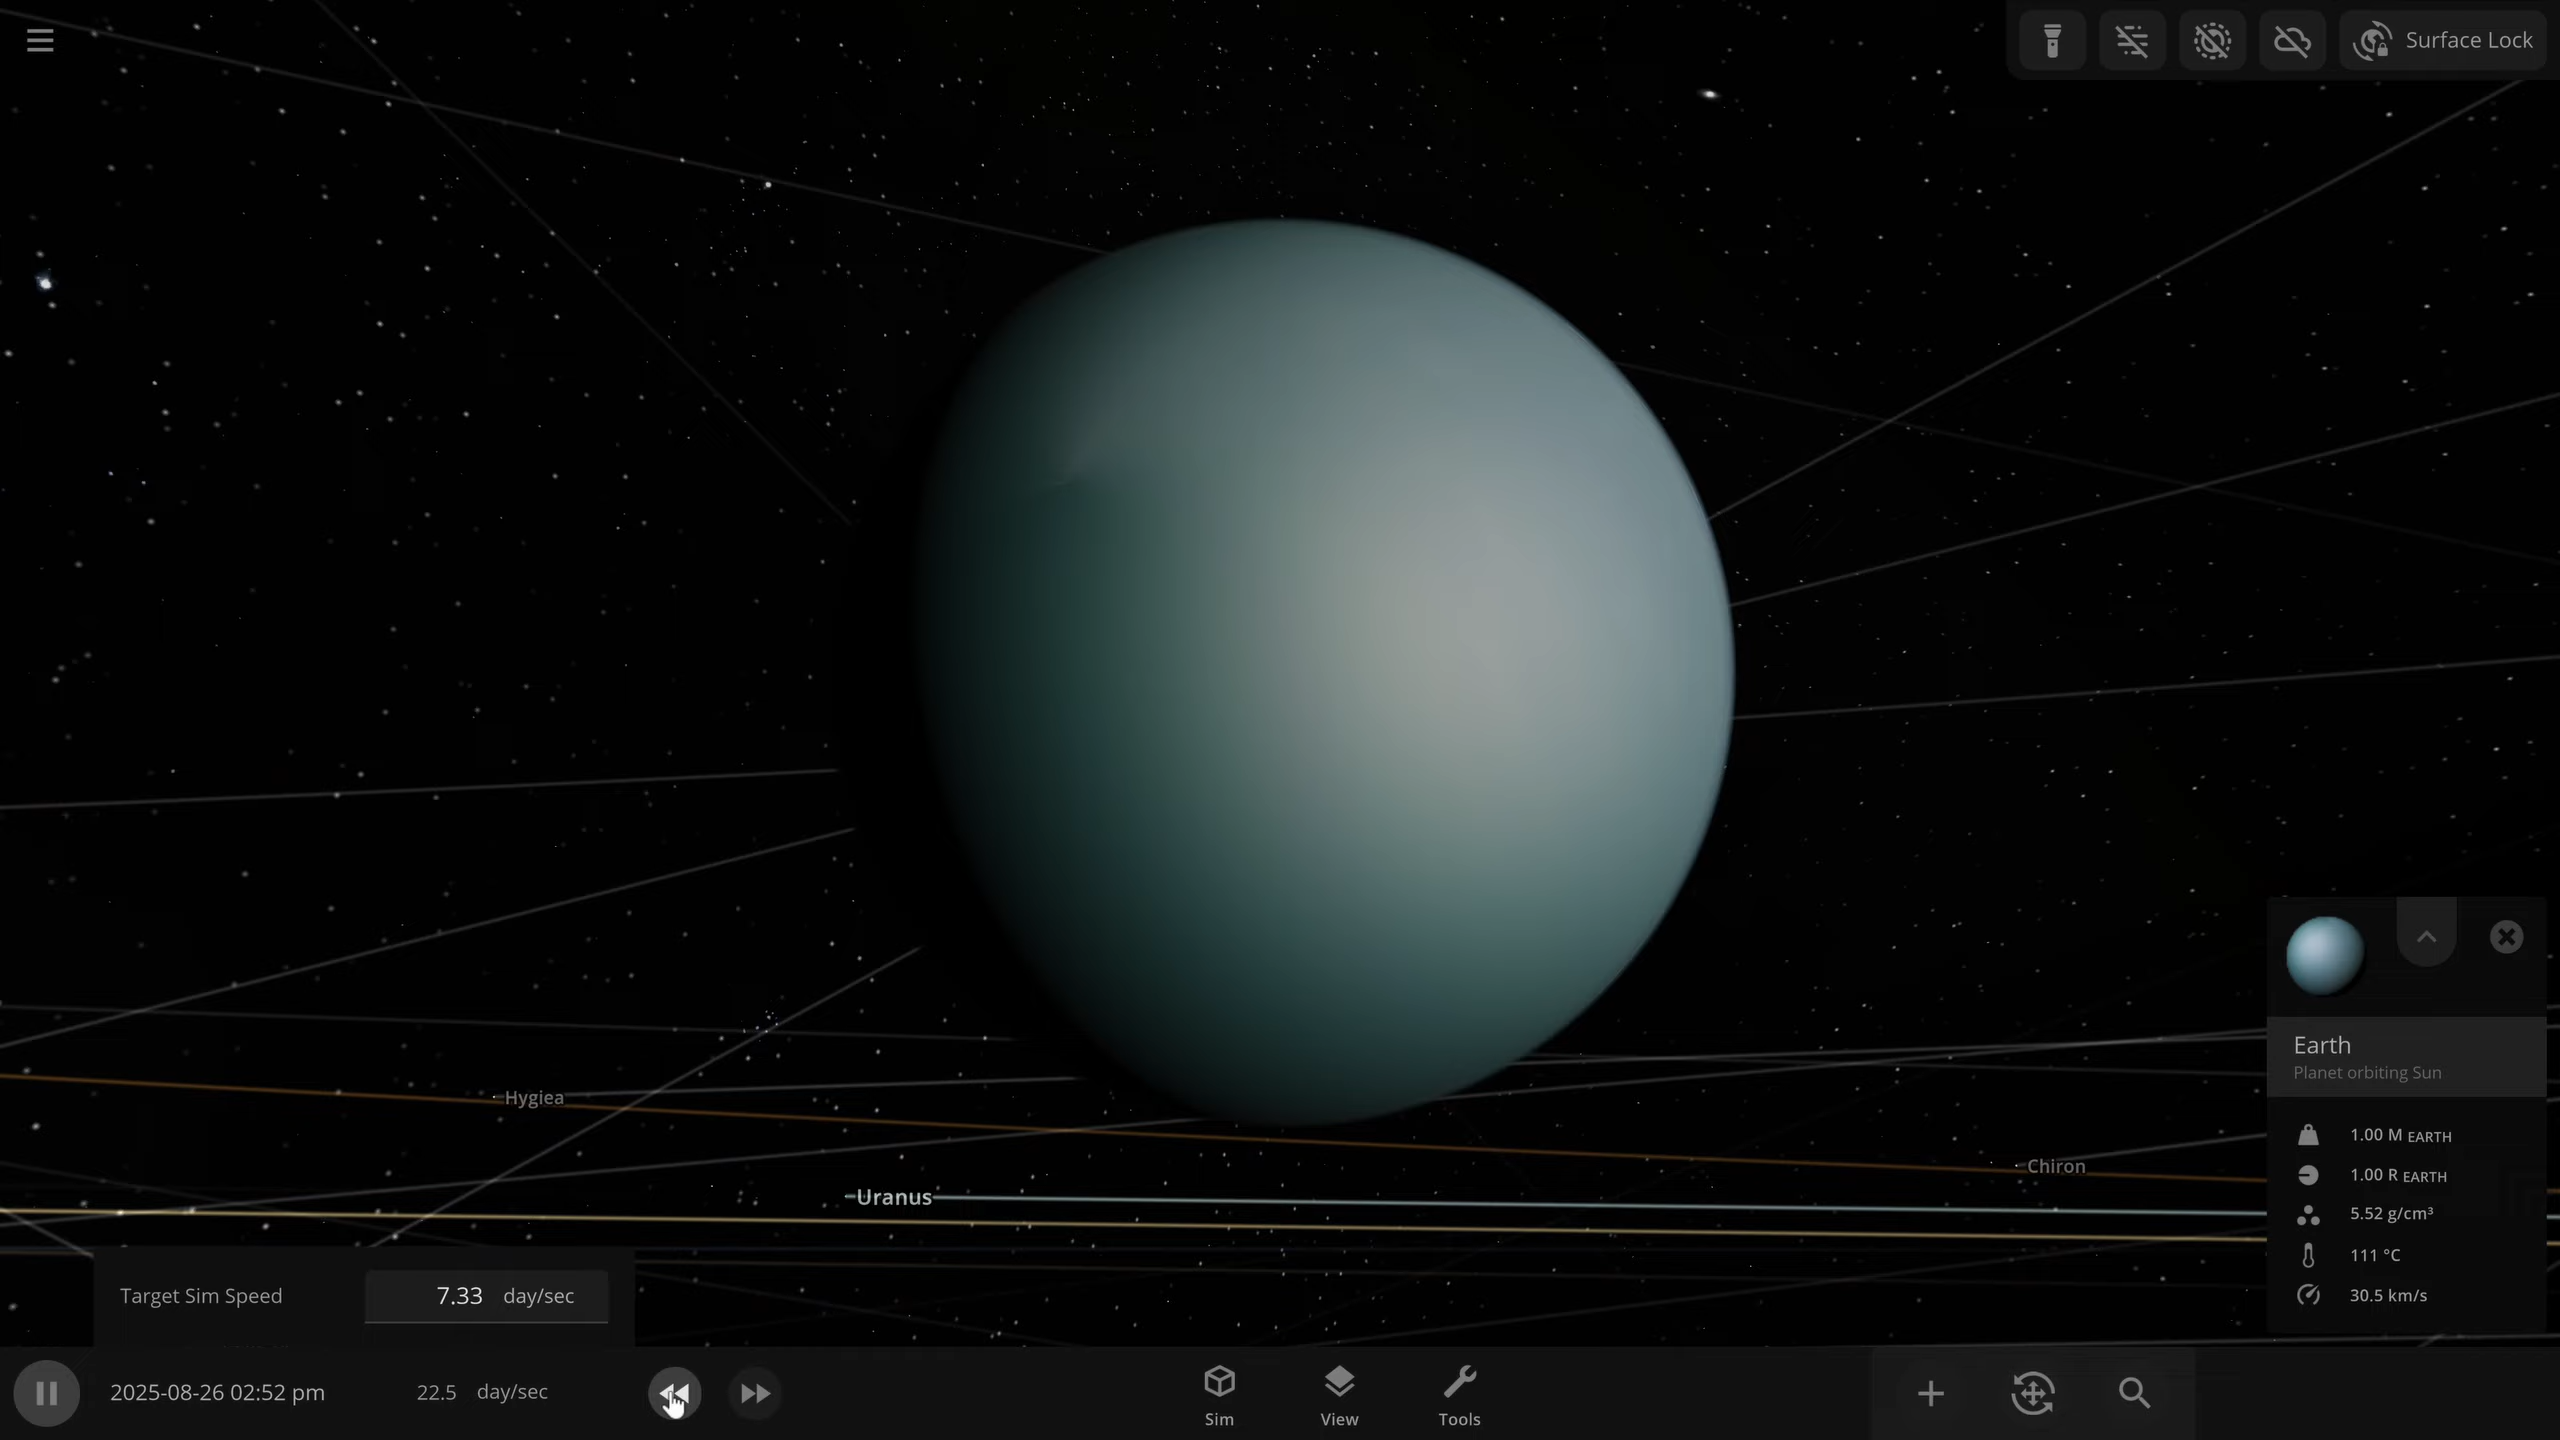 Surface Lock
Hygiea
Chiron
Uranus
Earth
Planet orbiting Sun
1.00 M EARTH
1.00 R EARTH
5.52 g/cm³
111 °C
30.5 km/s
Target Sim Speed 7.33 day/sec
2025-08-26 02:52 pm 22.5 day/sec
Sim View Tools